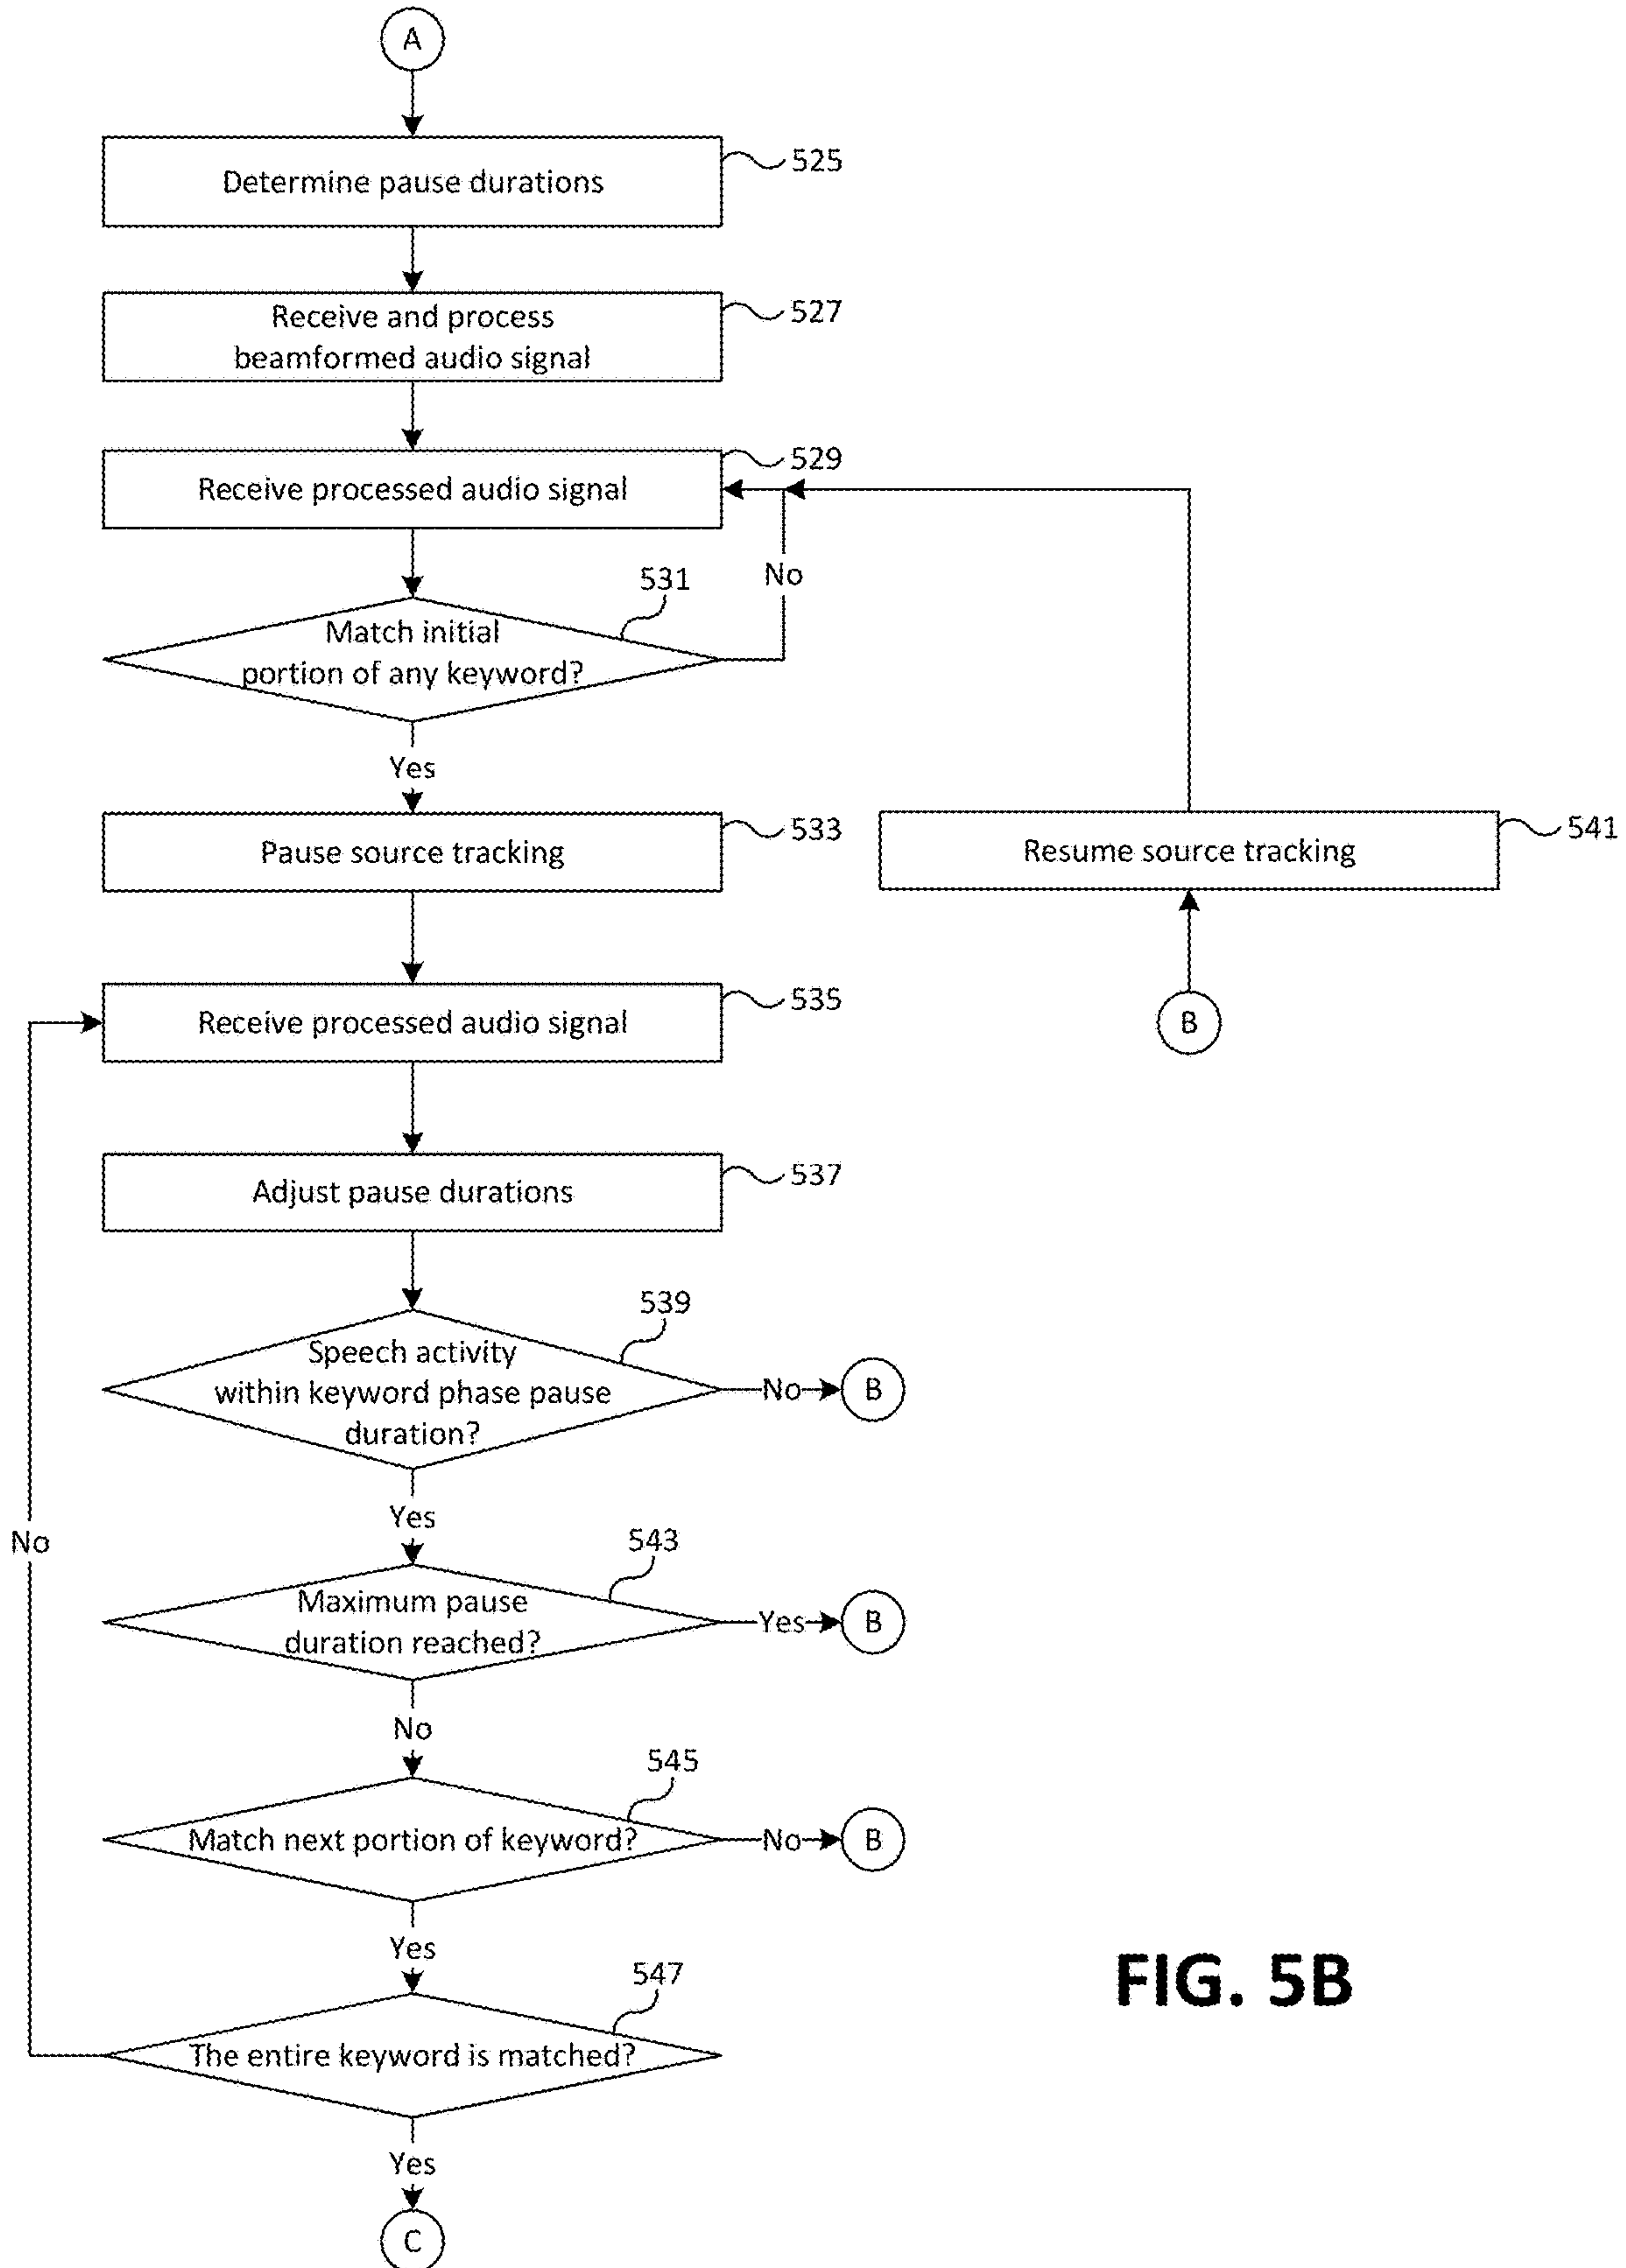 A
Determine pause durations
525
Receive and process
beamformed audio signal
527
Receive processed audio signal
529
Match initial
portion of any keyword?
531
No
Yes
Pause source tracking
533
Resume source tracking
541
B
Receive processed audio signal
535
Adjust pause durations
537
Speech activity
within keyword phase pause
duration?
539
No
B
Yes
Maximum pause
duration reached?
543
Yes
B
No
Match next portion of keyword?
545
No
B
Yes
The entire keyword is matched?
547
No
Yes
C
FIG. 5B